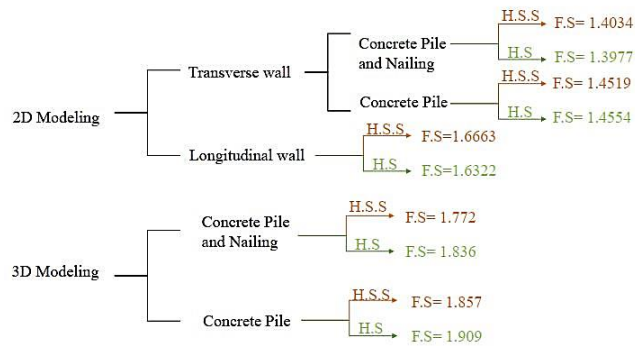 H.S.S F.S= 1.4034
Concrete Pile
and Nailing
H.S F.S= 1.3977
Transverse wall
H.S.S F.S= 1.4519
Concrete Pile
H.S F.S= 1.4554
2D Modeling
H.S.S F.S=1.6663
Longitudinal wall
H.S F.S=1.6322
H.S.S F.S= 1.772
Concrete Pile
and Nailing
H.S F.S= 1.836
3D Modeling
H.S.S. F.S= 1.857
Concrete Pile
H.S F.S= 1.909